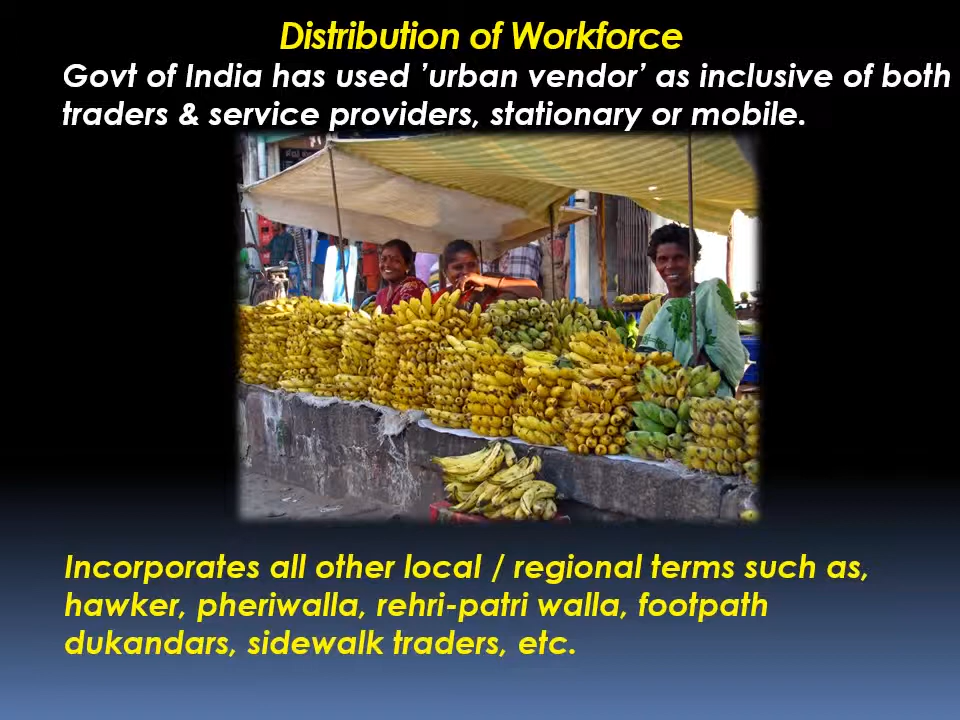 Distribution of Workforce
Govt of India has used ’urban vendor’ as inclusive of both
traders & service providers, stationary or mobile.
Incorporates all other local / regional terms such as,
hawker, pheriwalla, rehri-patri walla, footpath
dukandars, sidewalk traders, etc.